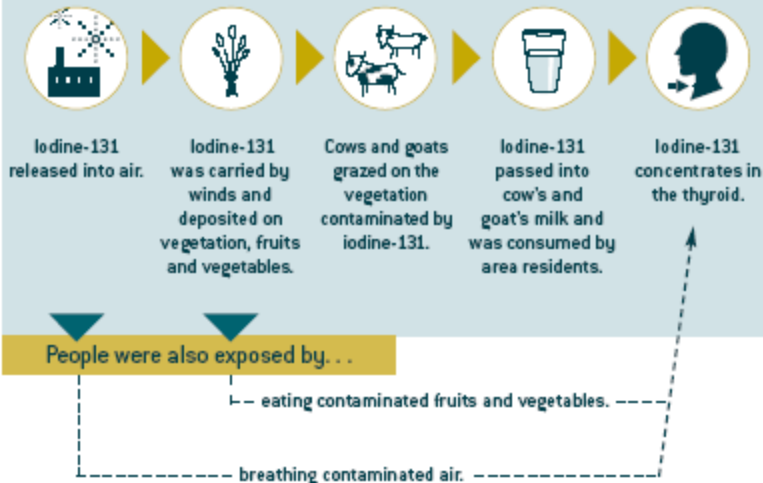 Iodine-131
released into air.
Iodine-131
was carried by
winds and
deposited on
vegetation, fruits
and vegetables.
Cows and goats
grazed on the
vegetation
contaminated by
iodine-131.
Iodine-131
passed into
cow's and
goat's milk and
was consumed by
area residents.
Iodine-131
concentrates in
the thyroid.
People were also exposed by. . .
eating contaminated fruits and vegetables.
breathing contaminated air.